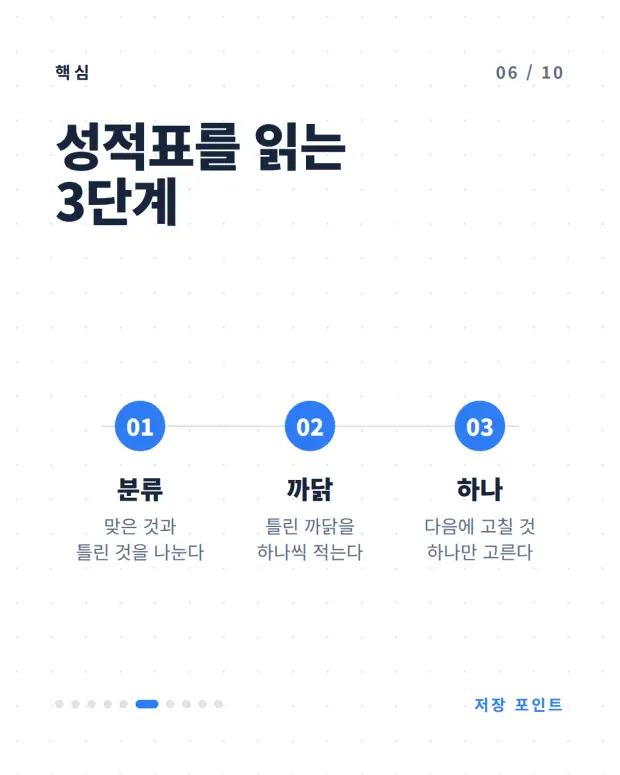 핵심
06 / 10
성적표를 읽는
3단계
01
02
03
분류
까닭
하나
맞은 것과
틀린 것을 나눈다
틀린 까닭을
하나씩 적는다
다음에 고칠 것
하나만 고른다
저장 포인트